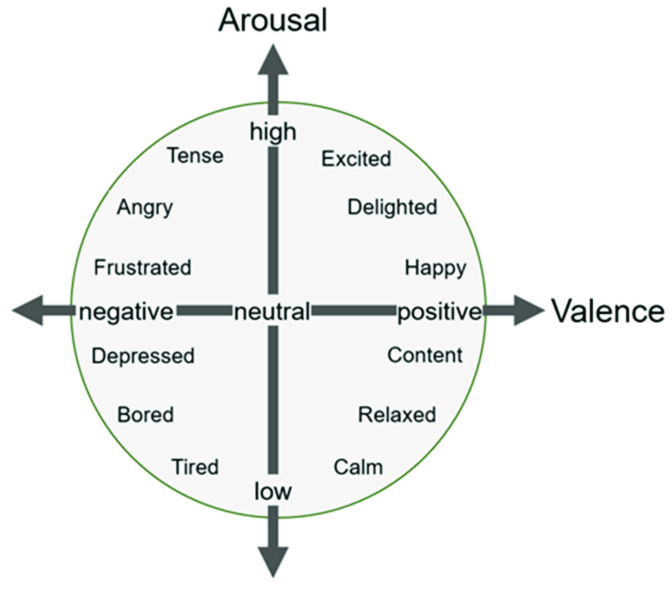 Arousal
high
Tense
Excited
Angry
Delighted
Frustrated
Happy
negative neutral positive Valence
Depressed
Content
Bored
Relaxed
Tired
Calm
low